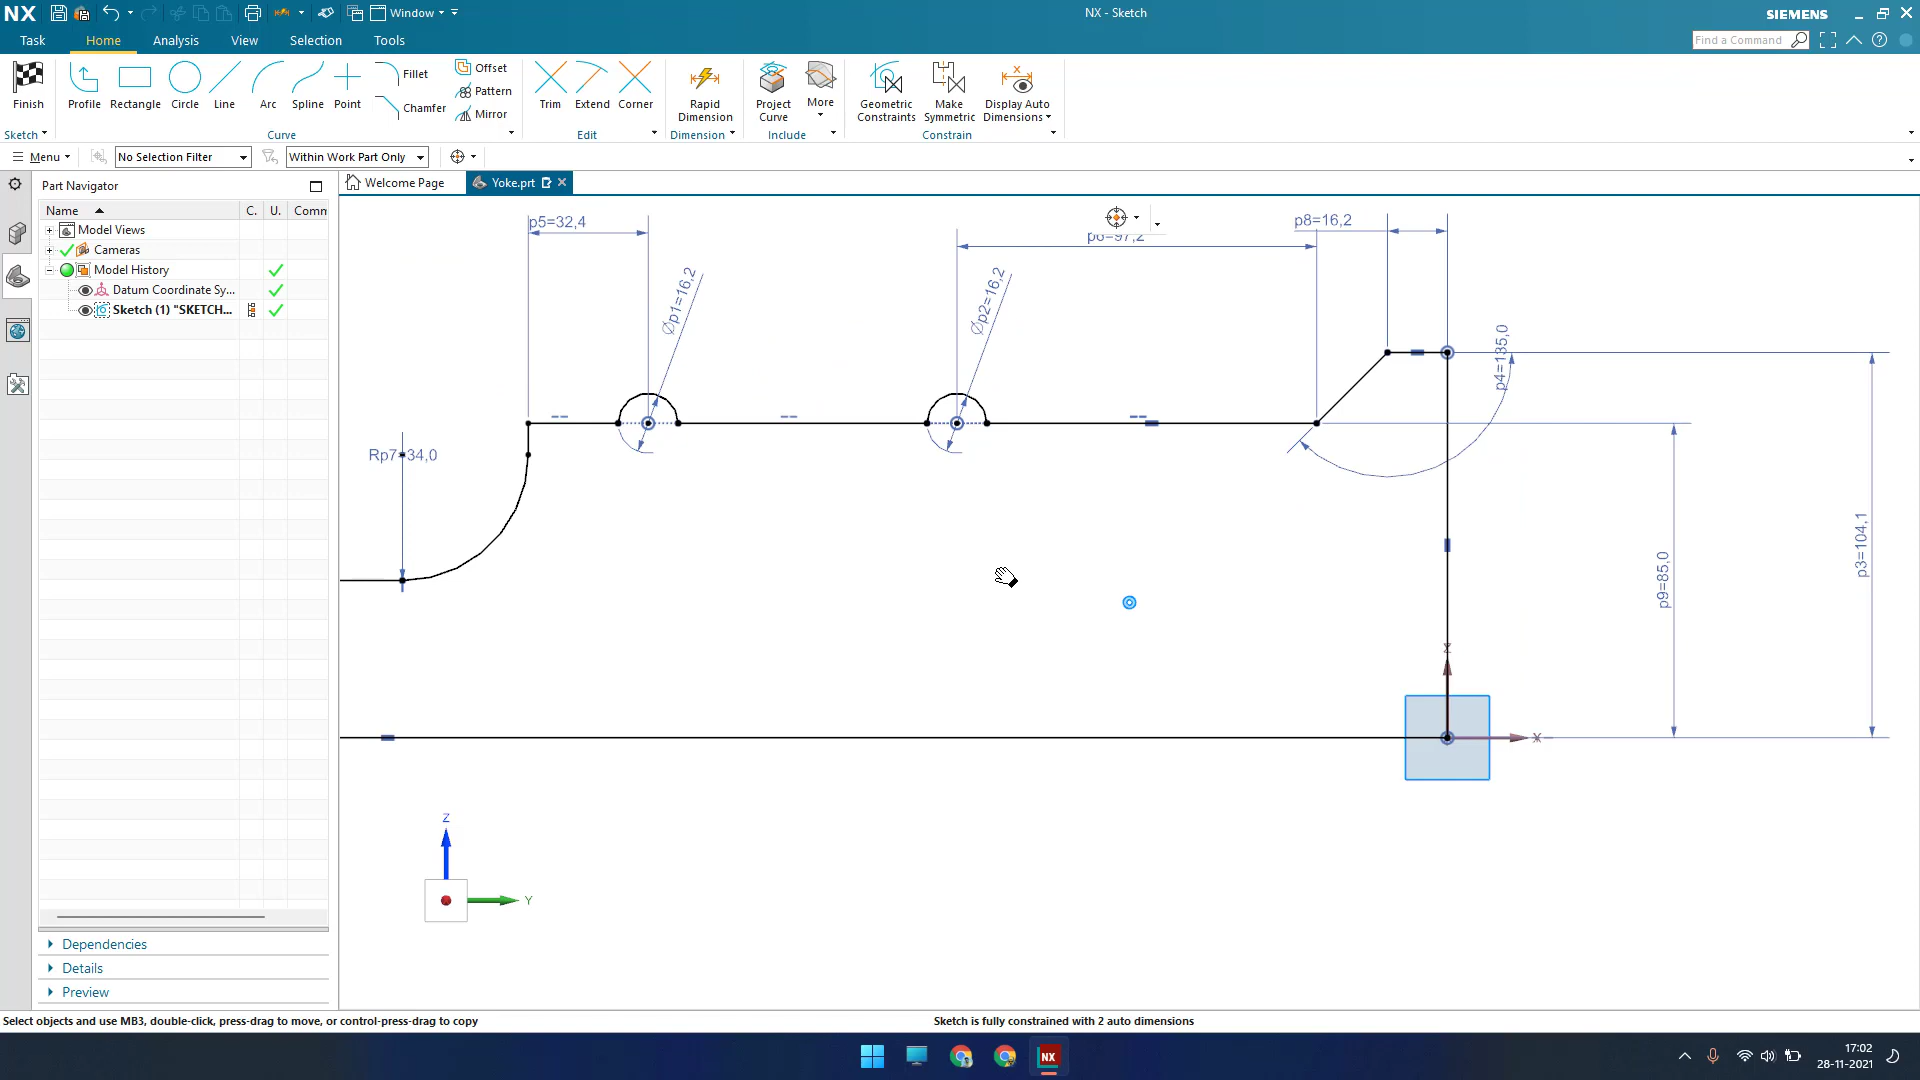 NX
Window
NX - Sketch
SIEMENS
Task
Home
Analysis
View
Selection
Tools
Find a Command
Finish
Profile
Rectangle
Circle
Line
Arc
Spline
Point
Fillet
Chamfer
Offset
Pattern
Mirror
Trim
Extend
Corner
Rapid
Dimension
Project
Curve
More
Geometric
Constraints
Make
Symmetric
Display Auto
Dimensions
Sketch
Curve
Edit
Dimension
Include
Constrain
Menu
No Selection Filter
Within Work Part Only
Part Navigator
Welcome Page
Yoke.prt
Name
C.
U.
Comm
Model Views
Cameras
Model History
Datum Coordinate Sy...
Sketch (1) "SKETCH...
p5=32,4
p6=97,2
p8=16,2
Øp1=16,2
Øp2=16,2
p4=135,0
Rp7=34,0
p9=85,0
p3=104,1
Z
X
Z
Y
Dependencies
Details
Preview
Select objects and use MB3, double-click, press-drag to move, or control-press-drag to copy
Sketch is fully constrained with 2 auto dimensions
NX
17:02
28-11-2021